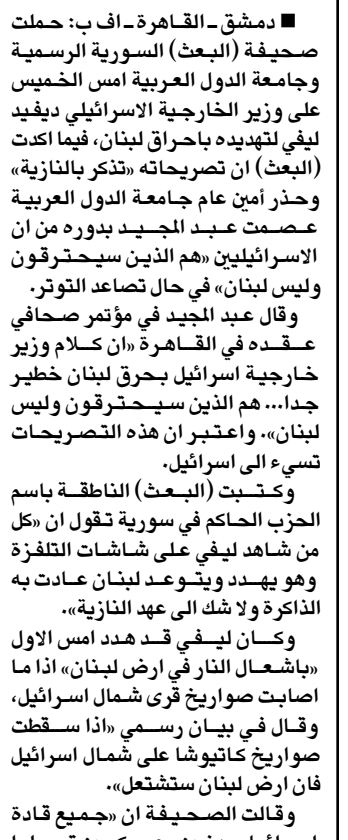 ■ دمشق ـ القاهرة ـ اف ب: حملت
صحيفة (البعث) السورية الرسمية
وجامعة الدول العربية امس الخميس
على وزير الخارجية الاسرائيلي ديفيد
ليفي لتهديده باحراق لبنان، فيما اكدت
(البعث) ان تصريحاته «تذكر بالنازية»
وحذر أمين عام جامعة الدول العربية
عصمت عبد المجيد بدوره من ان
الاسرائيليين «هم الذين سيحترقون
وليس لبنان» في حال تصاعد التوتر.
وقال عبد المجيد في مؤتمر صحافي
عقده في القاهرة «ان كلام وزير
خارجية اسرائيل بحرق لبنان خطير
جدا... هم الذين سيحترقون وليس
لبنان». واعتبر ان هذه التصريحات
تسيء الى اسرائيل.
وكتبت (البعث) الناطقة باسم
الحزب الحاكم في سورية تقول ان «كل
من شاهد ليفي على شاشات التلفزة
وهو يهدد ويتوعد لبنان عادت به
الذاكرة ولا شك الى عهد النازية».
وكان ليفي قد هدد امس الاول
«باشعال النار في ارض لبنان» اذا ما
اصابت صواريخ قرى شمال اسرائيل،
وقال في بيان رسمي «اذا سقطت
صواريخ كاتيوشا على شمال اسرائيل
فان ارض لبنان ستشتعل».
وقالت الصحيفة ان «جميع قادة